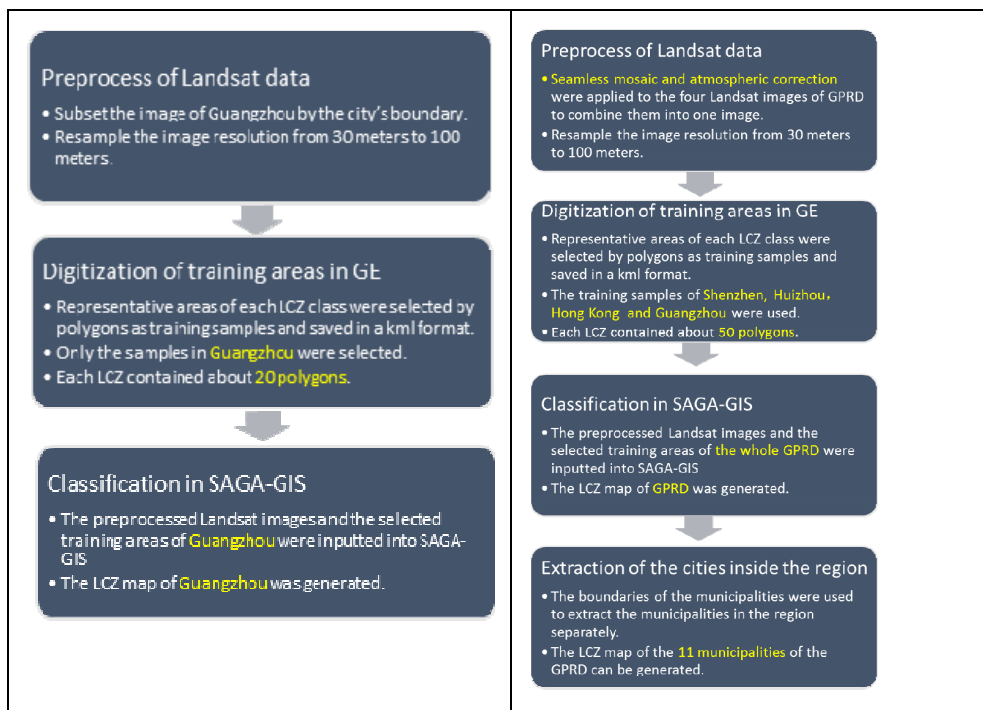 Preprocess of Landsat data
• Subset the image of Guangzhou by the city's boundary.
• Resample the image resolution from 30 meters to 100
meters.
Digitization of training areas in GE
• Representative areas of each LCZ class were selected by
polygons as training samples and saved in a kml format.
• Only the samples in Guangzhou were selected.
• Each LCZ contained about 20 polygons.
Classification in SAGA-GIS
• The preprocessed Landsat images and the selected
training areas of Guangzhou were inputted into SAGA-
GIS
• The LCZ map of Guangzhou was generated.
Preprocess of Landsat data
• Seamless mosaic and atmospheric correction
were applied to the four Landsat images of GPRD
to combine them into one image.
• Resample the image resolution from 30 meters
to 100 meters.
Digitization of training areas in GE
• Representative areas of each LCZ class were
selected by polygons as training samples and
saved in a kml format.
• The training samples of Shenzhen, Huizhou，
Hong Kong and Guangzhou were used.
• Each LCZ contained about 50 polygons.
Classification in SAGA-GIS
• The preprocessed Landsat images and the
selected training areas of the whole GPRD were
inputted into SAGA-GIS
• The LCZ map of GPRD was generated.
Extraction of the cities inside the region
• The boundaries of the municipalities were used
to extract the municipalities in the region
separately.
• The LCZ map of the 11 municipalities of the
GPRD can be generated.